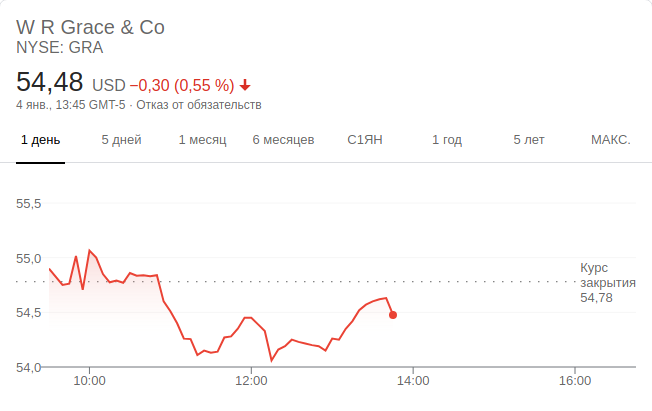 W R Grace & Co
NYSE: GRA
54,48 USD −0,30 (0,55 %)
4 янв., 13:45 GMT-5 · Отказ от обязательств
1 день 5 дней 1 месяц 6 месяцев С1ЯН 1 год 5 лет МАКС.
55,5
55,0
Курс
закрытия
54,78
54,5
54,0
10:00 12:00 14:00 16:00